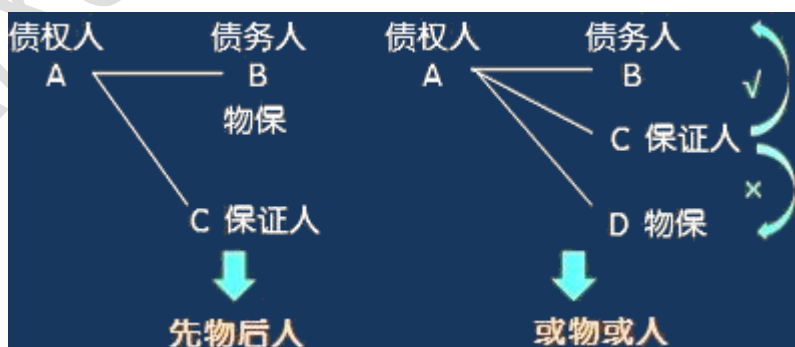 债权人 债务人 债权人 债务人
A B A B
物保
C 保证人
C 保证人
D 物保
√
×
先物后人 或物或人